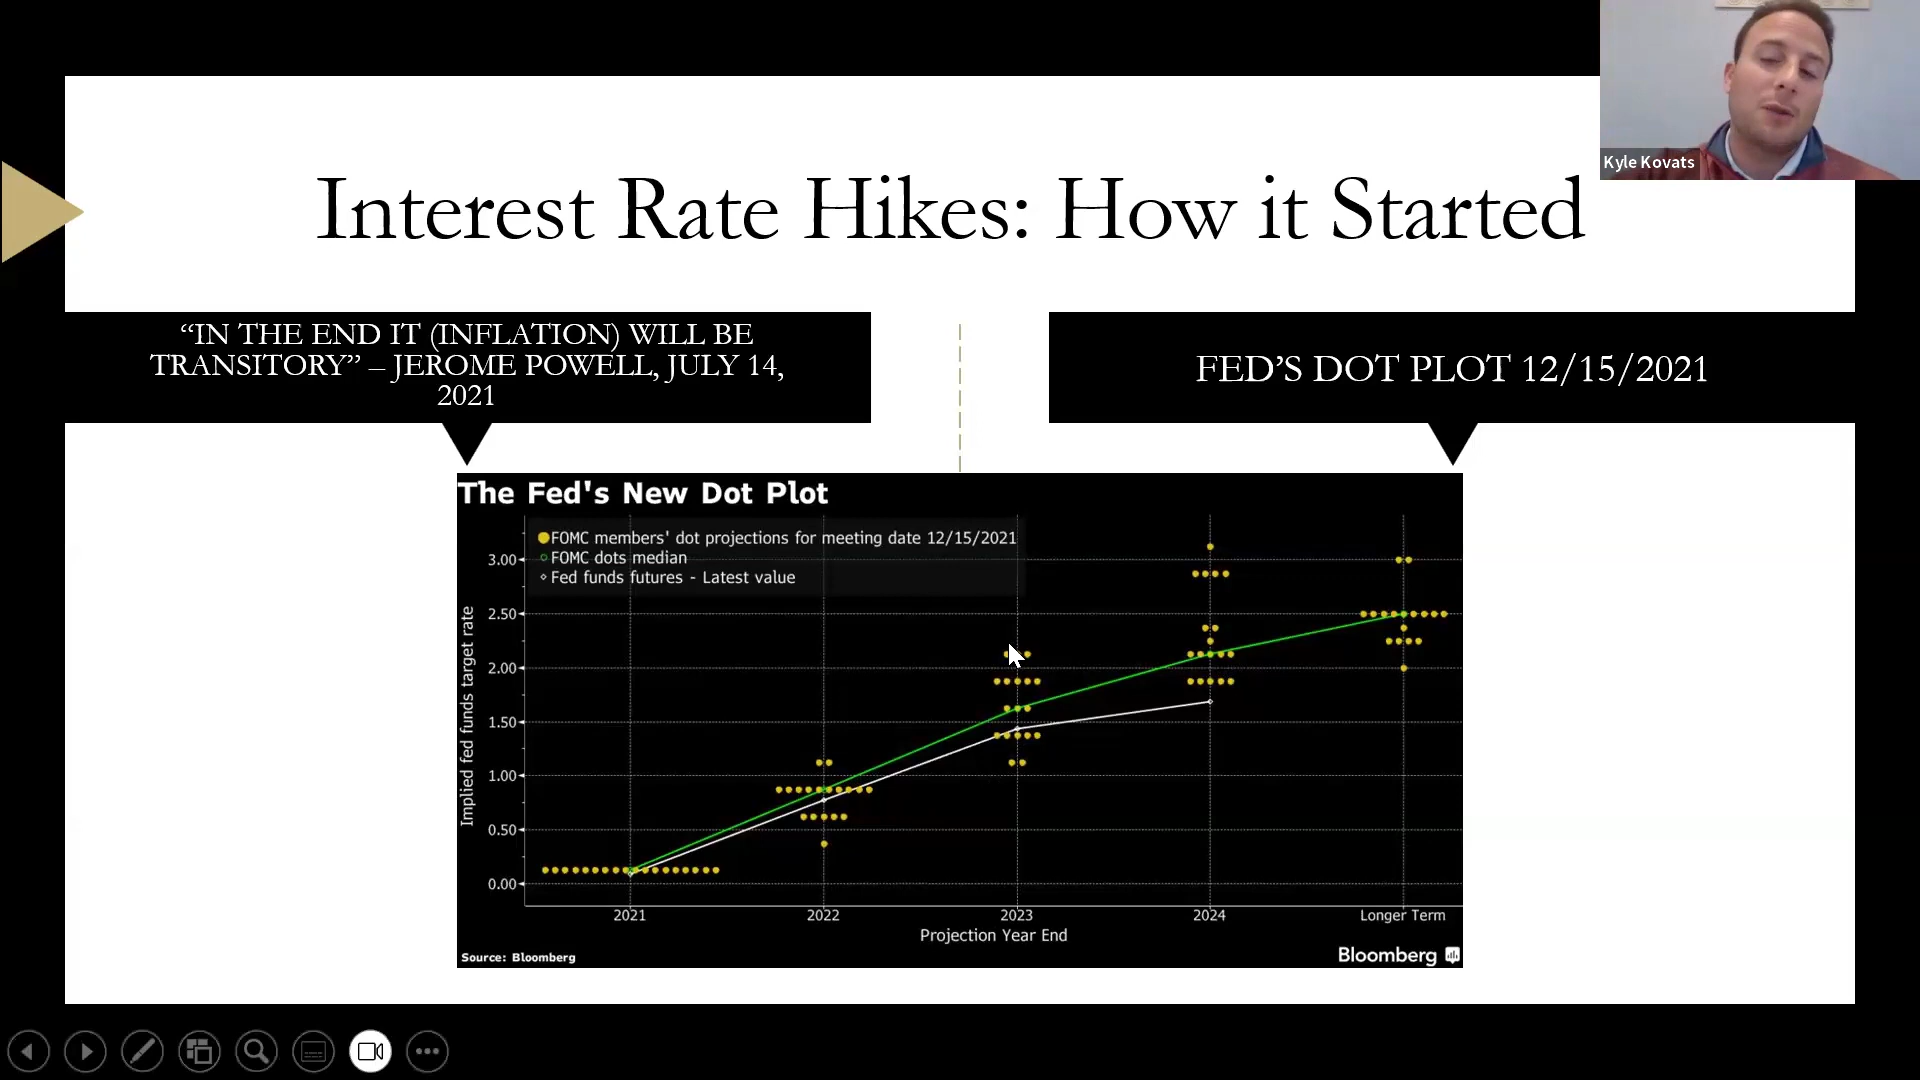 Kyle Kovats
Interest Rate Hikes: How it Started
“IN THE END IT (INFLATION) WILL BE
TRANSITORY” – JEROME POWELL, JULY 14,
2021
FED’S DOT PLOT 12/15/2021
The Fed's New Dot Plot
FOMC members' dot projections for meeting date 12/15/2021
FOMC dots median
Fed funds futures - Latest value
Implied fed funds target rate
3.00
2.50
2.00
1.50
1.00
0.50
0.00
2021 2022 2023 2024 Longer Term
Projection Year End
Source: Bloomberg
Bloomberg